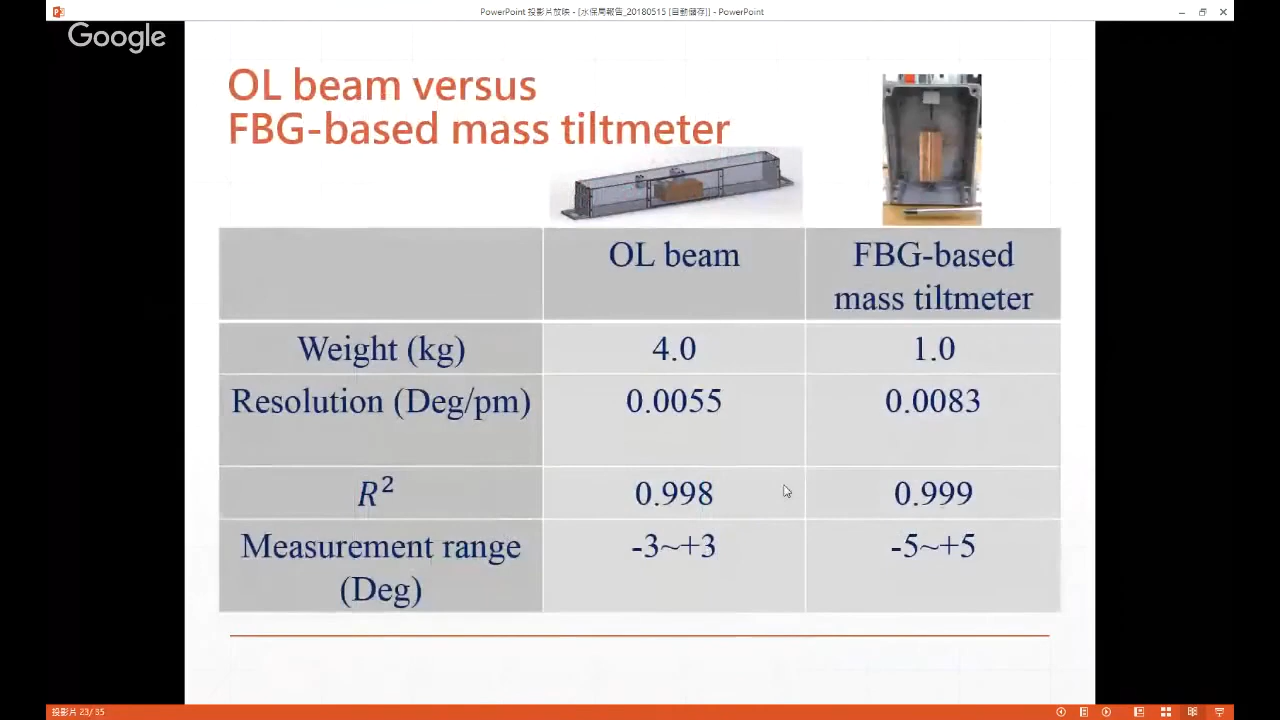 PowerPoint 投影片放映 - [水保局報告_20180515 [自動儲存]] - PowerPoint
Google
OL beam versus
FBG-based mass tiltmeter
OL beam
FBG-based
mass tiltmeter
Weight (kg)
4.0
1.0
Resolution (Deg/pm)
0.0055
0.0083
R²
0.998
0.999
Measurement range
(Deg)
-3~+3
-5~+5
投影片 23/ 35